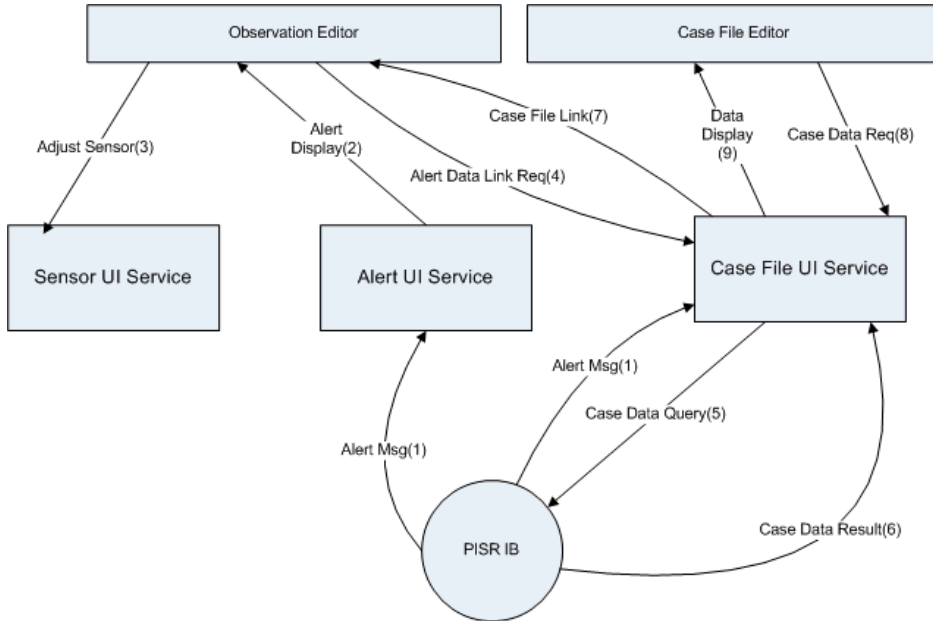 Observation Editor
Case File Editor
Case File Link(7)
Data
Display
(9)
Case Data Req(8)
Alert
Display(2)
Adjust Sensor(3)
Alert Data Link Req(4)
Sensor UI Service
Alert UI Service
Case File UI Service
Alert Msg(1)
Case Data Query(5)
Alert Msg(1)
Case Data Result(6)
PISR IB